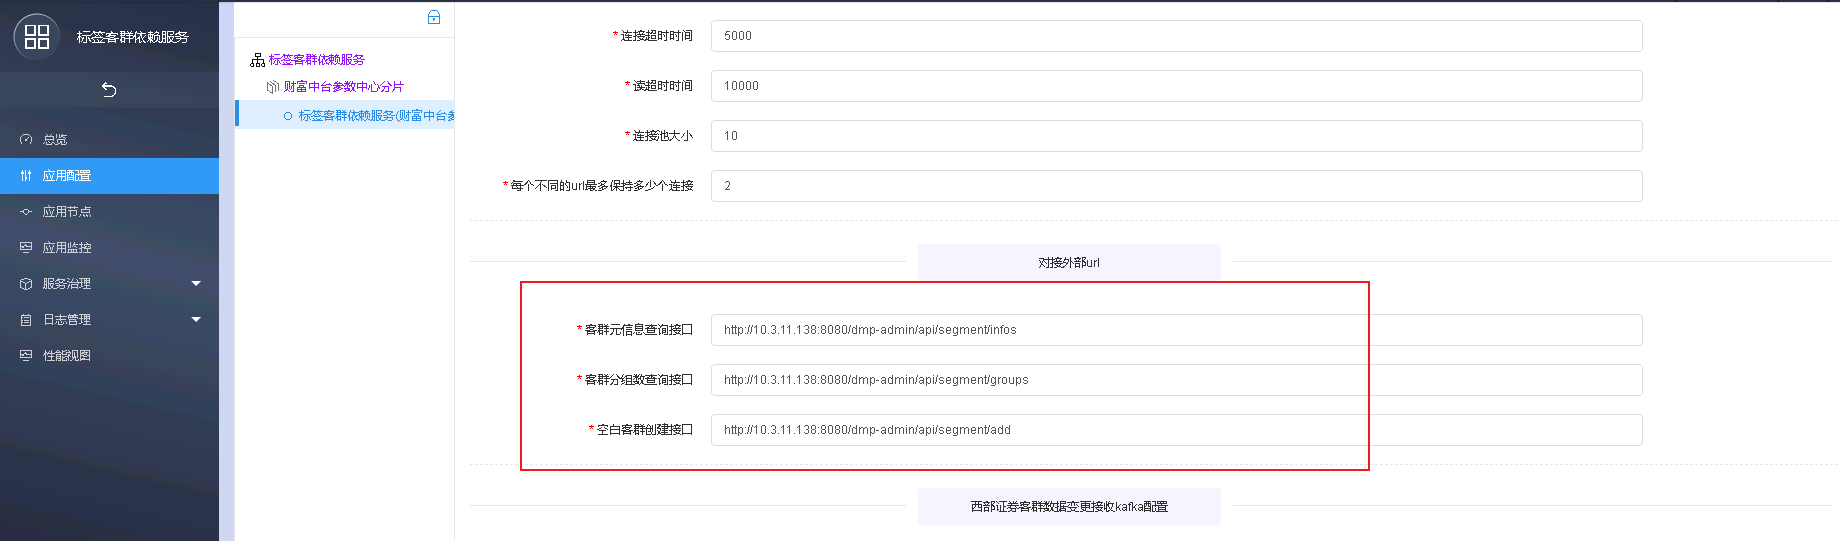 标签客群依赖服务
总览
应用配置
应用节点
应用监控
服务治理
日志管理
性能视图
标签客群依赖服务
财富中台参数中心分片
标签客群依赖服务(财富中台参
*连接超时时间 5000
*读超时时间 10000
*连接池大小 10
*每个不同的url最多保持多少个连接 2
对接外部url
*客群元信息查询接口 http://10.3.11.138:8080/dmp-admin/api/segment/infos
*客群分组数查询接口 http://10.3.11.138:8080/dmp-admin/api/segment/groups
*空白客群创建接口 http://10.3.11.138:8080/dmp-admin/api/segment/add
西部证券客群数据变更接收kafka配置